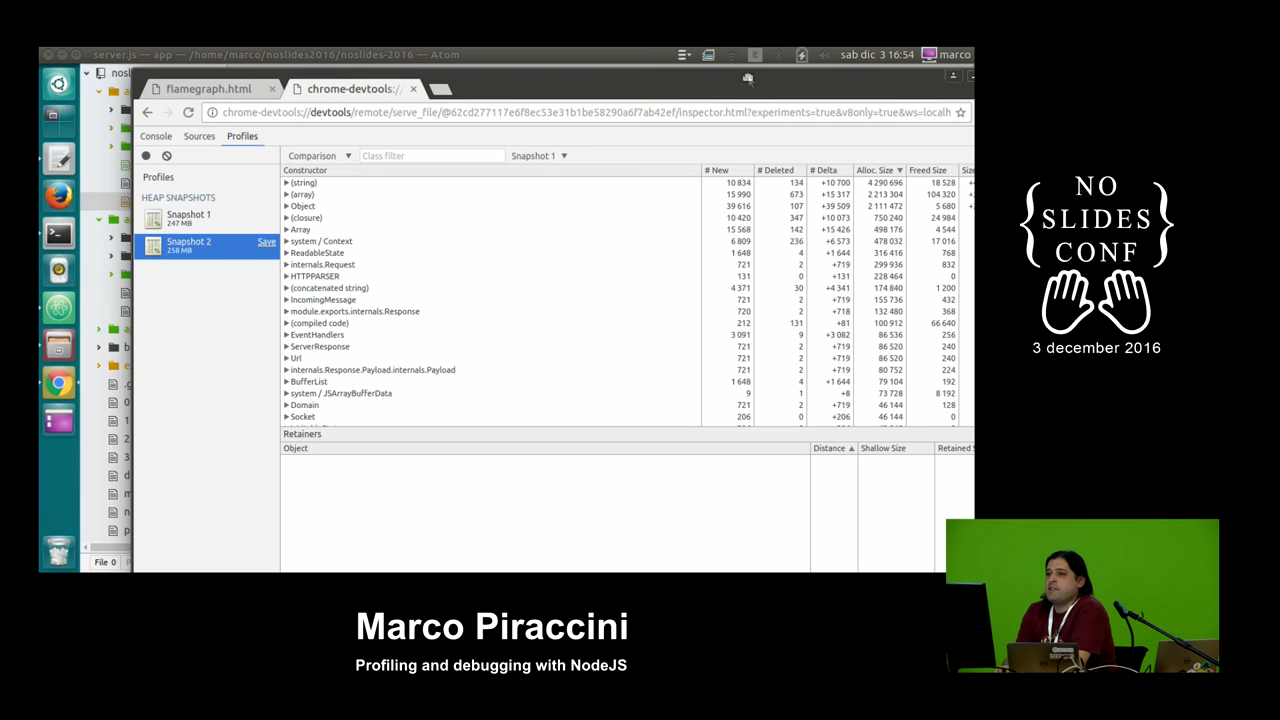 server.js — app — /home/marco/noslides2016/noslides-2016 — Atom
sab dic 3 16:54 marco
flamegraph.html × chrome-devtools:/ ×
chrome-devtools://devtools/remote/serve_file/@62cd277117e6f8ec53e31b1be58290a6f7ab42ef/inspector.html?experiments=true&v8only=true&ws=localh
Console Sources Profiles
Comparison ▼ Class filter Snapshot 1 ▼
Profiles
HEAP SNAPSHOTS
Snapshot 1
247 MB
Snapshot 2 Save
258 MB
Constructor # New # Deleted # Delta Alloc. Size ▼ Freed Size Size
(string) 10 834 134 +10 700 4 290 696 18 528
(array) 15 990 673 +15 317 2 213 304 104 320
Object 39 616 107 +39 509 2 111 472 5 680
(closure) 10 420 347 +10 073 750 240 24 984
Array 15 568 142 +15 426 498 176 4 544
system / Context 6 809 236 +6 573 478 032 17 016
ReadableState 1 648 4 +1 644 316 416 768
internals.Request 721 2 +719 299 936 832
HTTPPARSER 131 0 +131 228 464 0
(concatenated string) 4 371 30 +4 341 174 840 1 200
IncomingMessage 721 2 +719 155 736 432
module.exports.internals.Response 720 2 +718 132 480 368
(compiled code) 212 131 +81 100 912 66 640
EventHandlers 3 091 9 +3 082 86 536 256
ServerResponse 721 2 +719 86 520 240
Url 721 2 +719 86 520 240
internals.Response.Payload.internals.Payload 721 2 +719 80 752 224
BufferList 1 648 4 +1 644 79 104 192
system / JSArrayBufferData 9 1 +8 73 728 8 192
Domain 721 2 +719 46 144 128
Socket 206 0 +206 46 144 0
Retainers
Object Distance ▲ Shallow Size Retained S
File 0
NO
SLIDES
CONF
3 december 2016
Marco Piraccini
Profiling and debugging with NodeJS